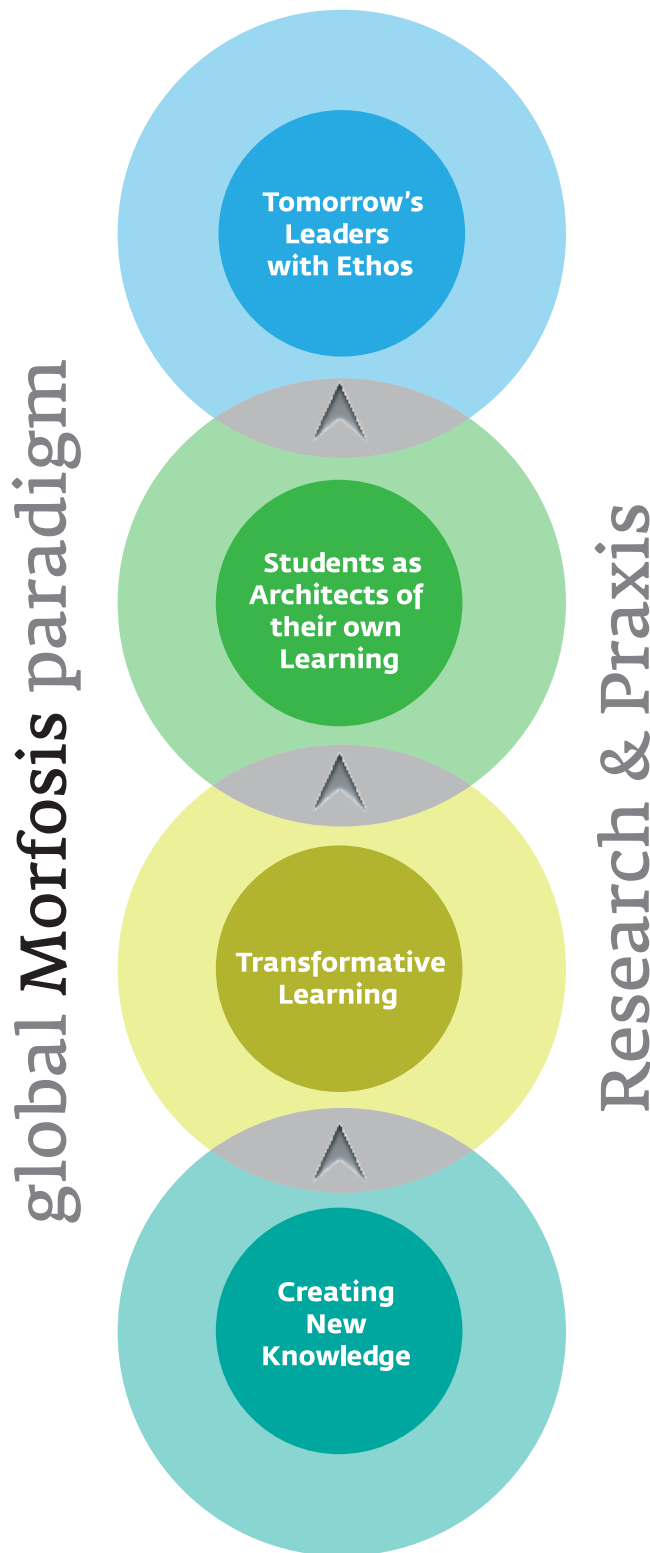 global Morfosis paradigm
Tomorrow's
Leaders
with Ethos
Students as
Architects of
their own
Learning
Transformative
Learning
Creating
New
Knowledge
Research & Praxis